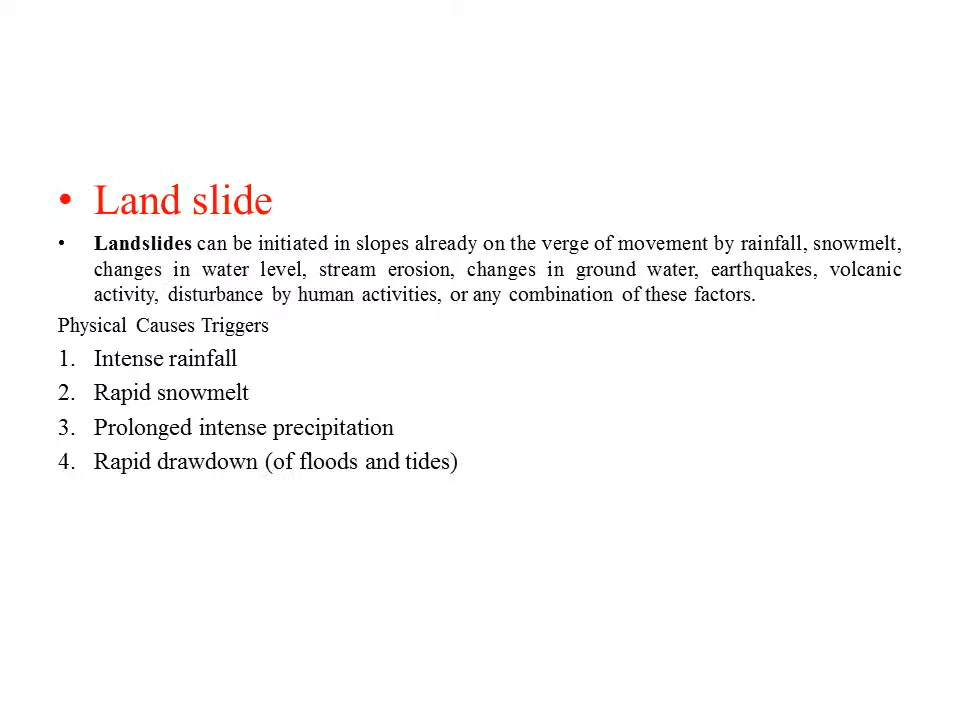 • Land slide
• Landslides can be initiated in slopes already on the verge of movement by rainfall, snowmelt,
changes in water level, stream erosion, changes in ground water, earthquakes, volcanic
activity, disturbance by human activities, or any combination of these factors.
Physical Causes Triggers
1. Intense rainfall
2. Rapid snowmelt
3. Prolonged intense precipitation
4. Rapid drawdown (of floods and tides)